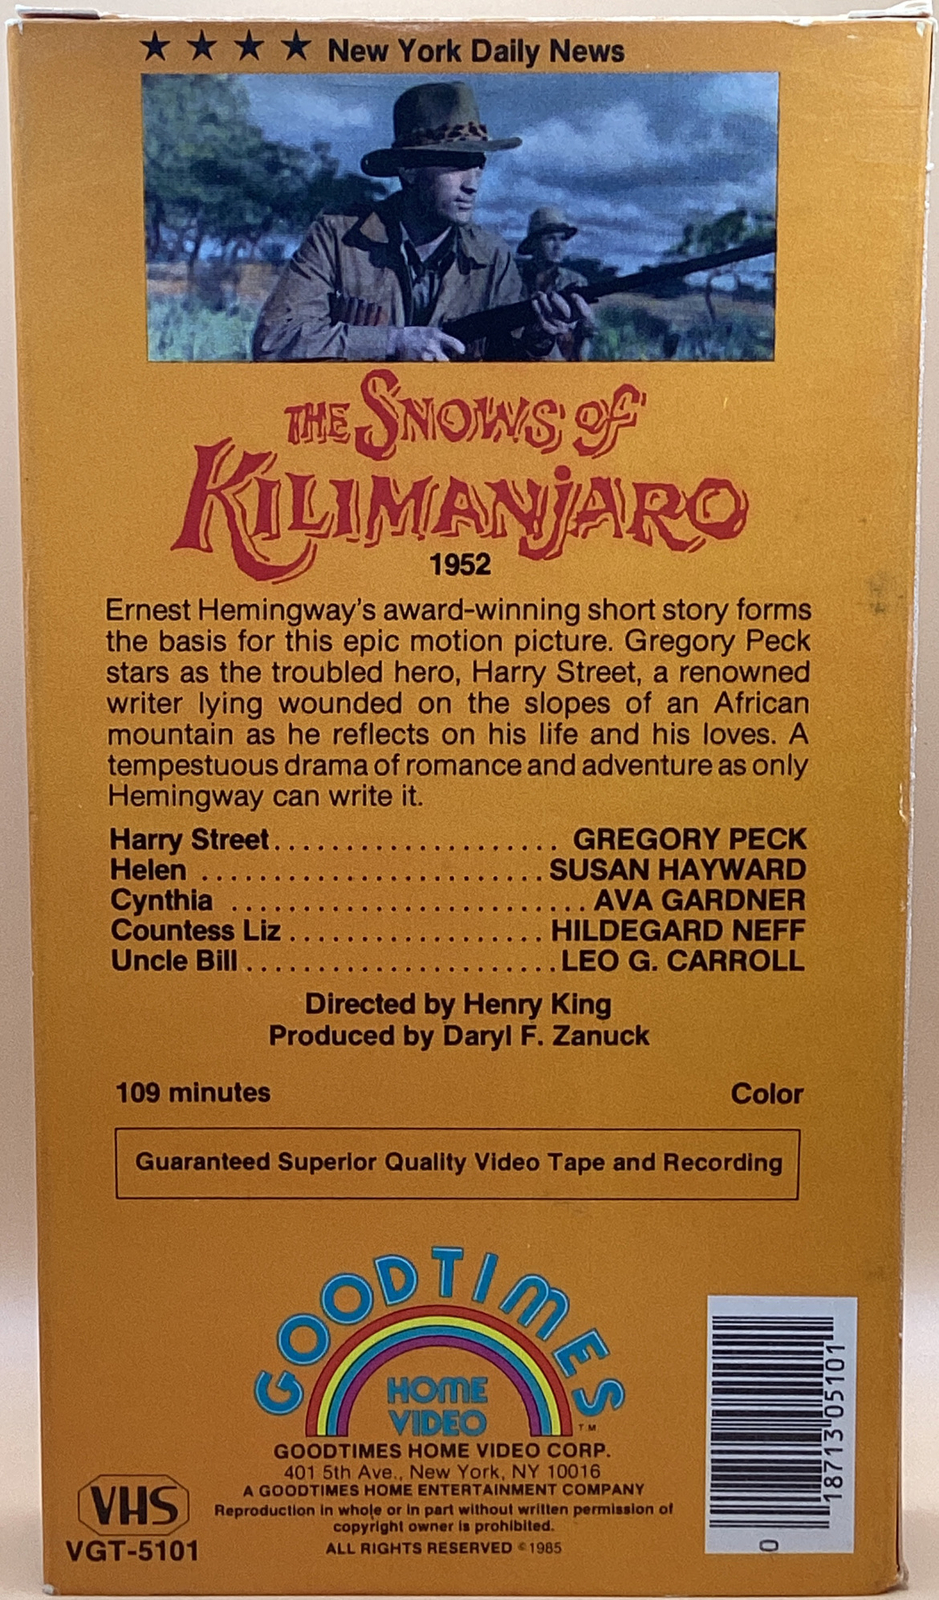 ★ ★ ★ ★ New York Daily News
THE SNOWS OF
KILIMANJARO
1952
Ernest Hemingway's award-winning short story forms
the basis for this epic motion picture. Gregory Peck
stars as the troubled hero, Harry Street, a renowned
writer lying wounded on the slopes of an African
mountain as he reflects on his life and his loves. A
tempestuous drama of romance and adventure as only
Hemingway can write it.
Harry Street.................... GREGORY PECK
Helen ........................SUSAN HAYWARD
Cynthia .........................AVA GARDNER
Countess Liz..................HILDEGARD NEFF
Uncle Bill......................LEO G. CARROLL
Directed by Henry King
Produced by Daryl F. Zanuck
109 minutes Color
Guaranteed Superior Quality Video Tape and Recording
GOODTIMES
HOME
VIDEO
TM
GOODTIMES HOME VIDEO CORP.
401 5th Ave., New York, NY 10016
A GOODTIMES HOME ENTERTAINMENT COMPANY
Reproduction in whole or in part without written permission of
copyright owner is prohibited.
ALL RIGHTS RESERVED ©1985
VHS
VGT-5101
0 18713 05101